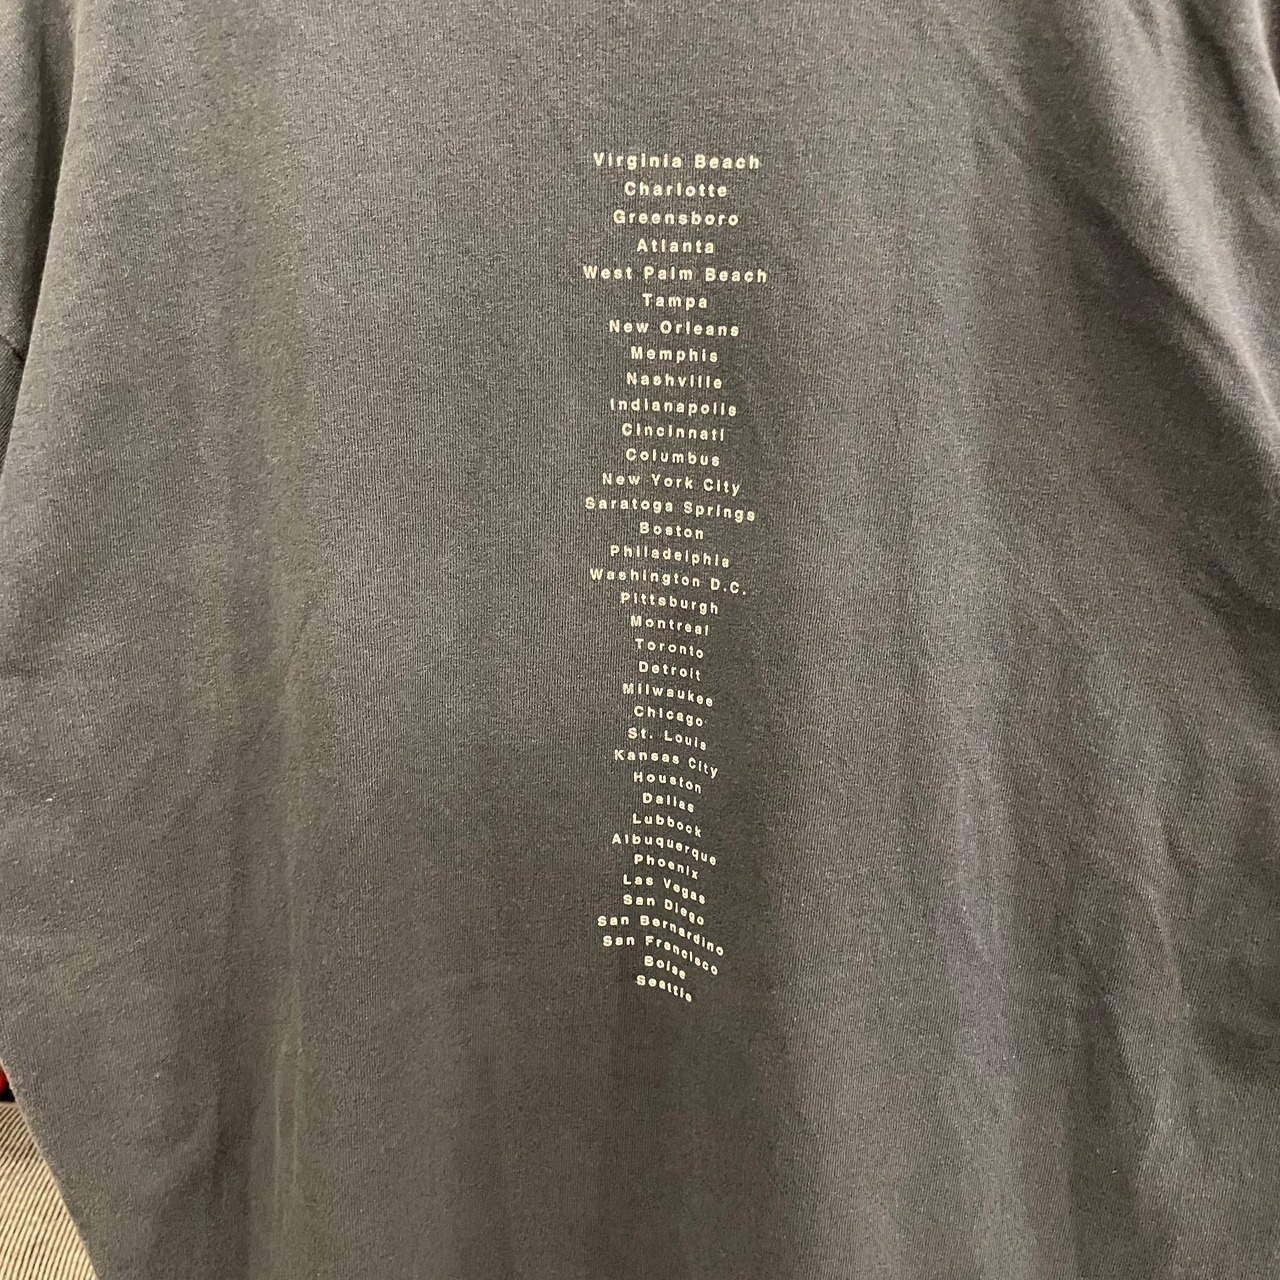 Virginia Beach
Charlotte
Greensboro
Atlanta
West Palm Beach
Tampa
New Orleans
Memphis
Nashville
Indianapolis
Cincinnati
Columbus
New York City
Saratoga Springs
Boston
Philadelphia
Washington D.C.
Pittsburgh
Montreal
Toronto
Detroit
Milwaukee
Chicago
St. Louis
Kansas City
Houston
Dallas
Lubbock
Albuquerque
Phoenix
Las Vegas
San Diego
San Bernardino
San Francisco
Boise
Seattle